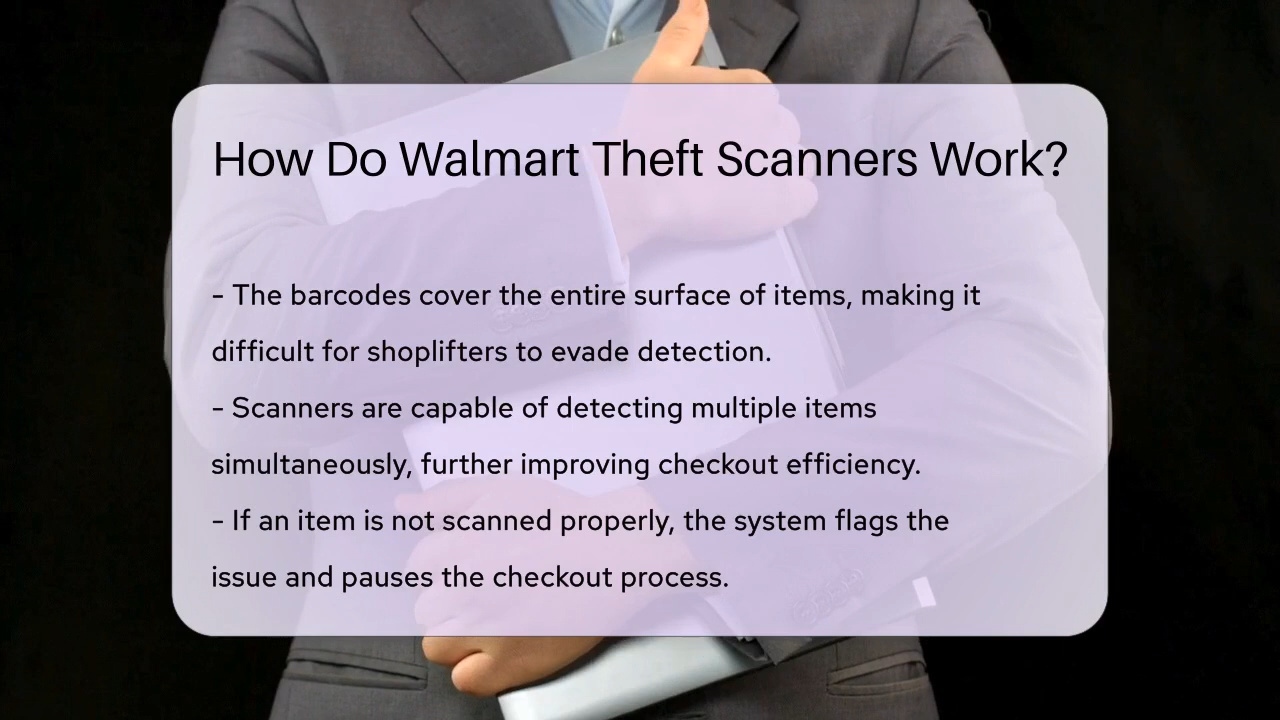 How Do Walmart Theft Scanners Work?
- The barcodes cover the entire surface of items, making it
difficult for shoplifters to evade detection.
- Scanners are capable of detecting multiple items
simultaneously, further improving checkout efficiency.
- If an item is not scanned properly, the system flags the
issue and pauses the checkout process.